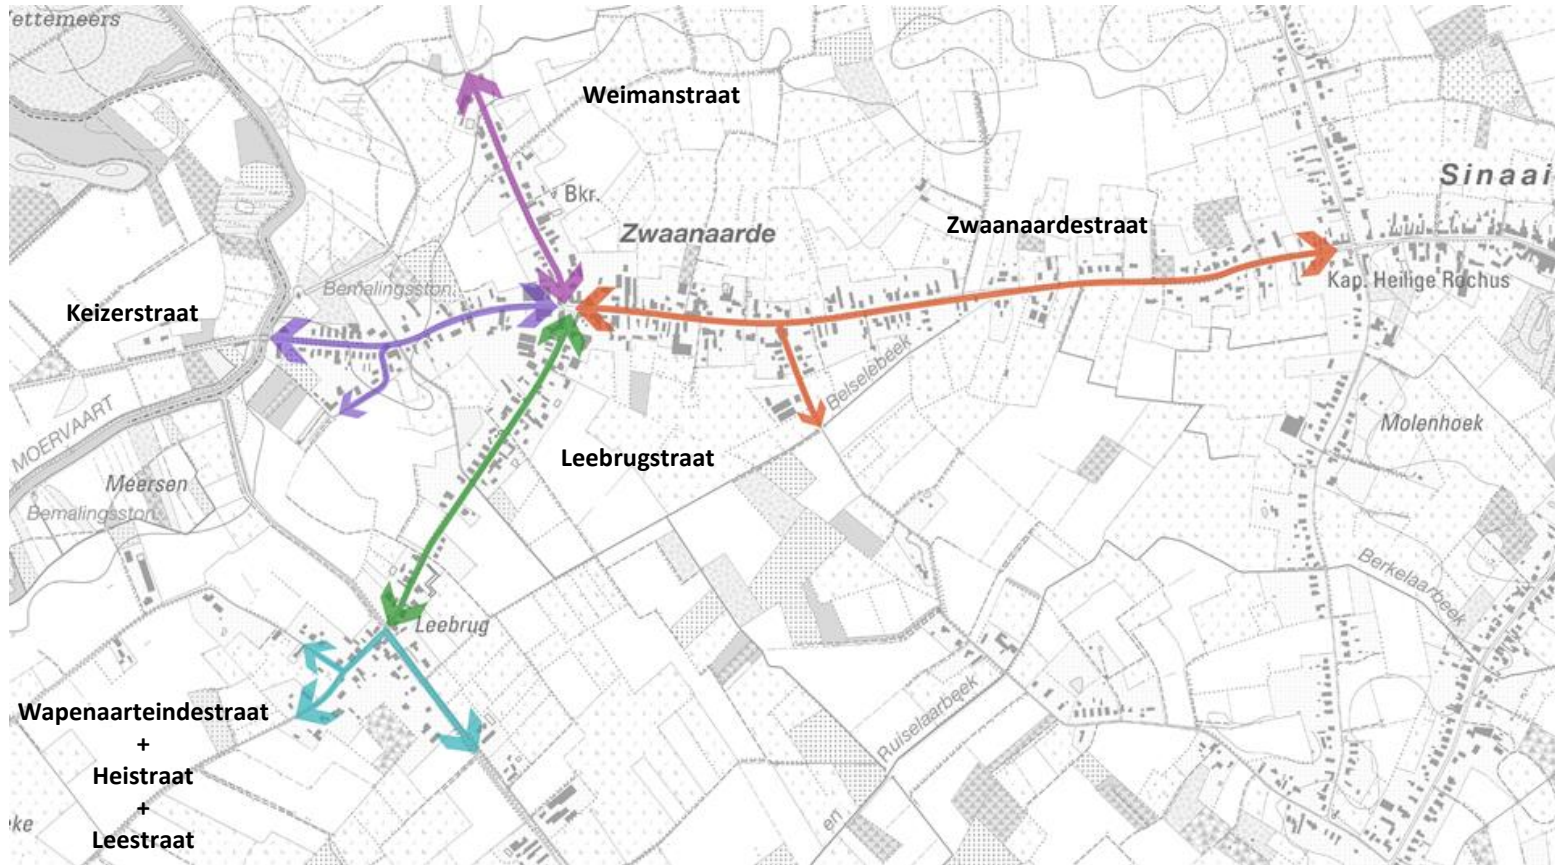 ettemeers
Weimanstraat
Bkr.
Sinaai
Zwaanaarde
Zwaanaardestraat
Kap. Heilige Rochus
Bemalingsston.
Keizerstraat
Belselebeek
MOERVAART
Molenhoek
Leebrugstraat
Meersen
Bemalingsston.
Berkelaarbeek
Leebrug
Wapenaarteindestraat
+
Heistraat
+
Leestraat
Ruiselaarbeek
en
ke